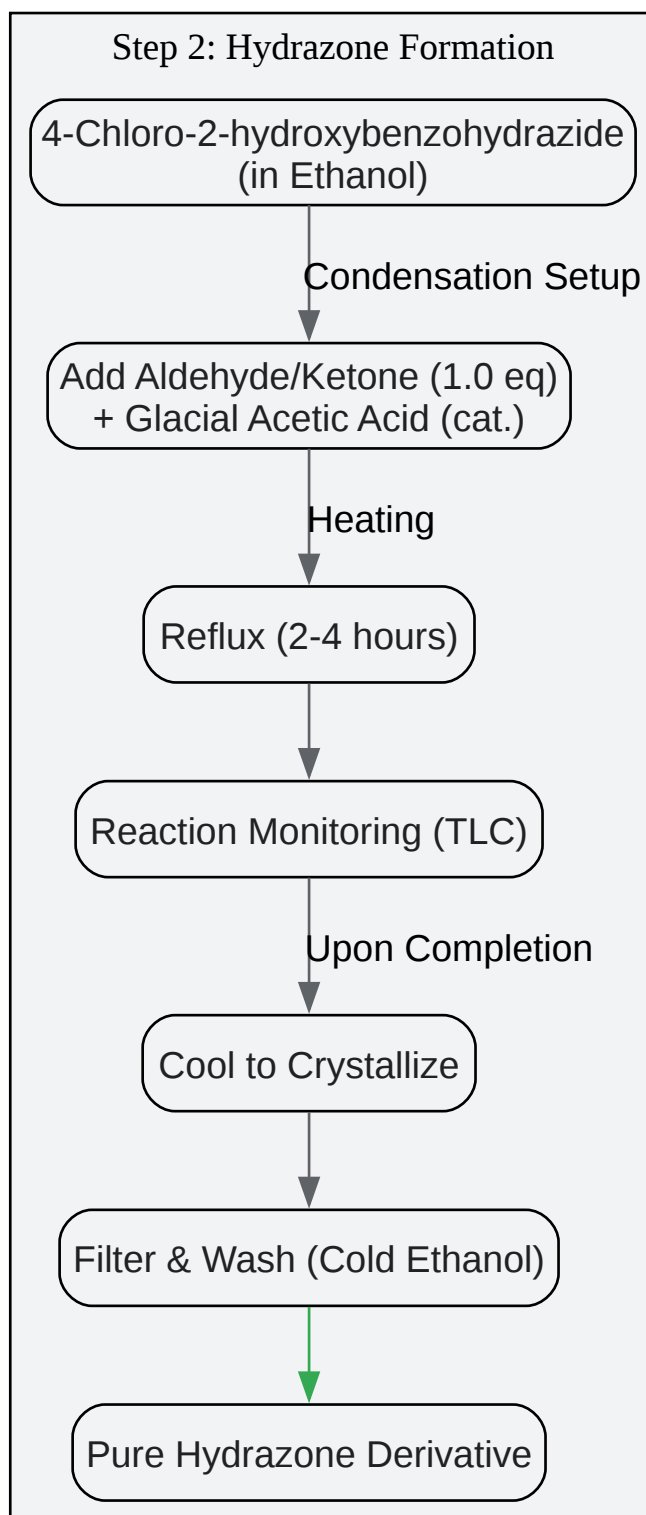 Step 2: Hydrazone Formation
4-Chloro-2-hydroxybenzohydrazide
(in Ethanol)
Condensation Setup
Add Aldehyde/Ketone (1.0 eq)
+ Glacial Acetic Acid (cat.)
Heating
Reflux (2-4 hours)
Reaction Monitoring (TLC)
Upon Completion
Cool to Crystallize
Filter & Wash (Cold Ethanol)
Pure Hydrazone Derivative